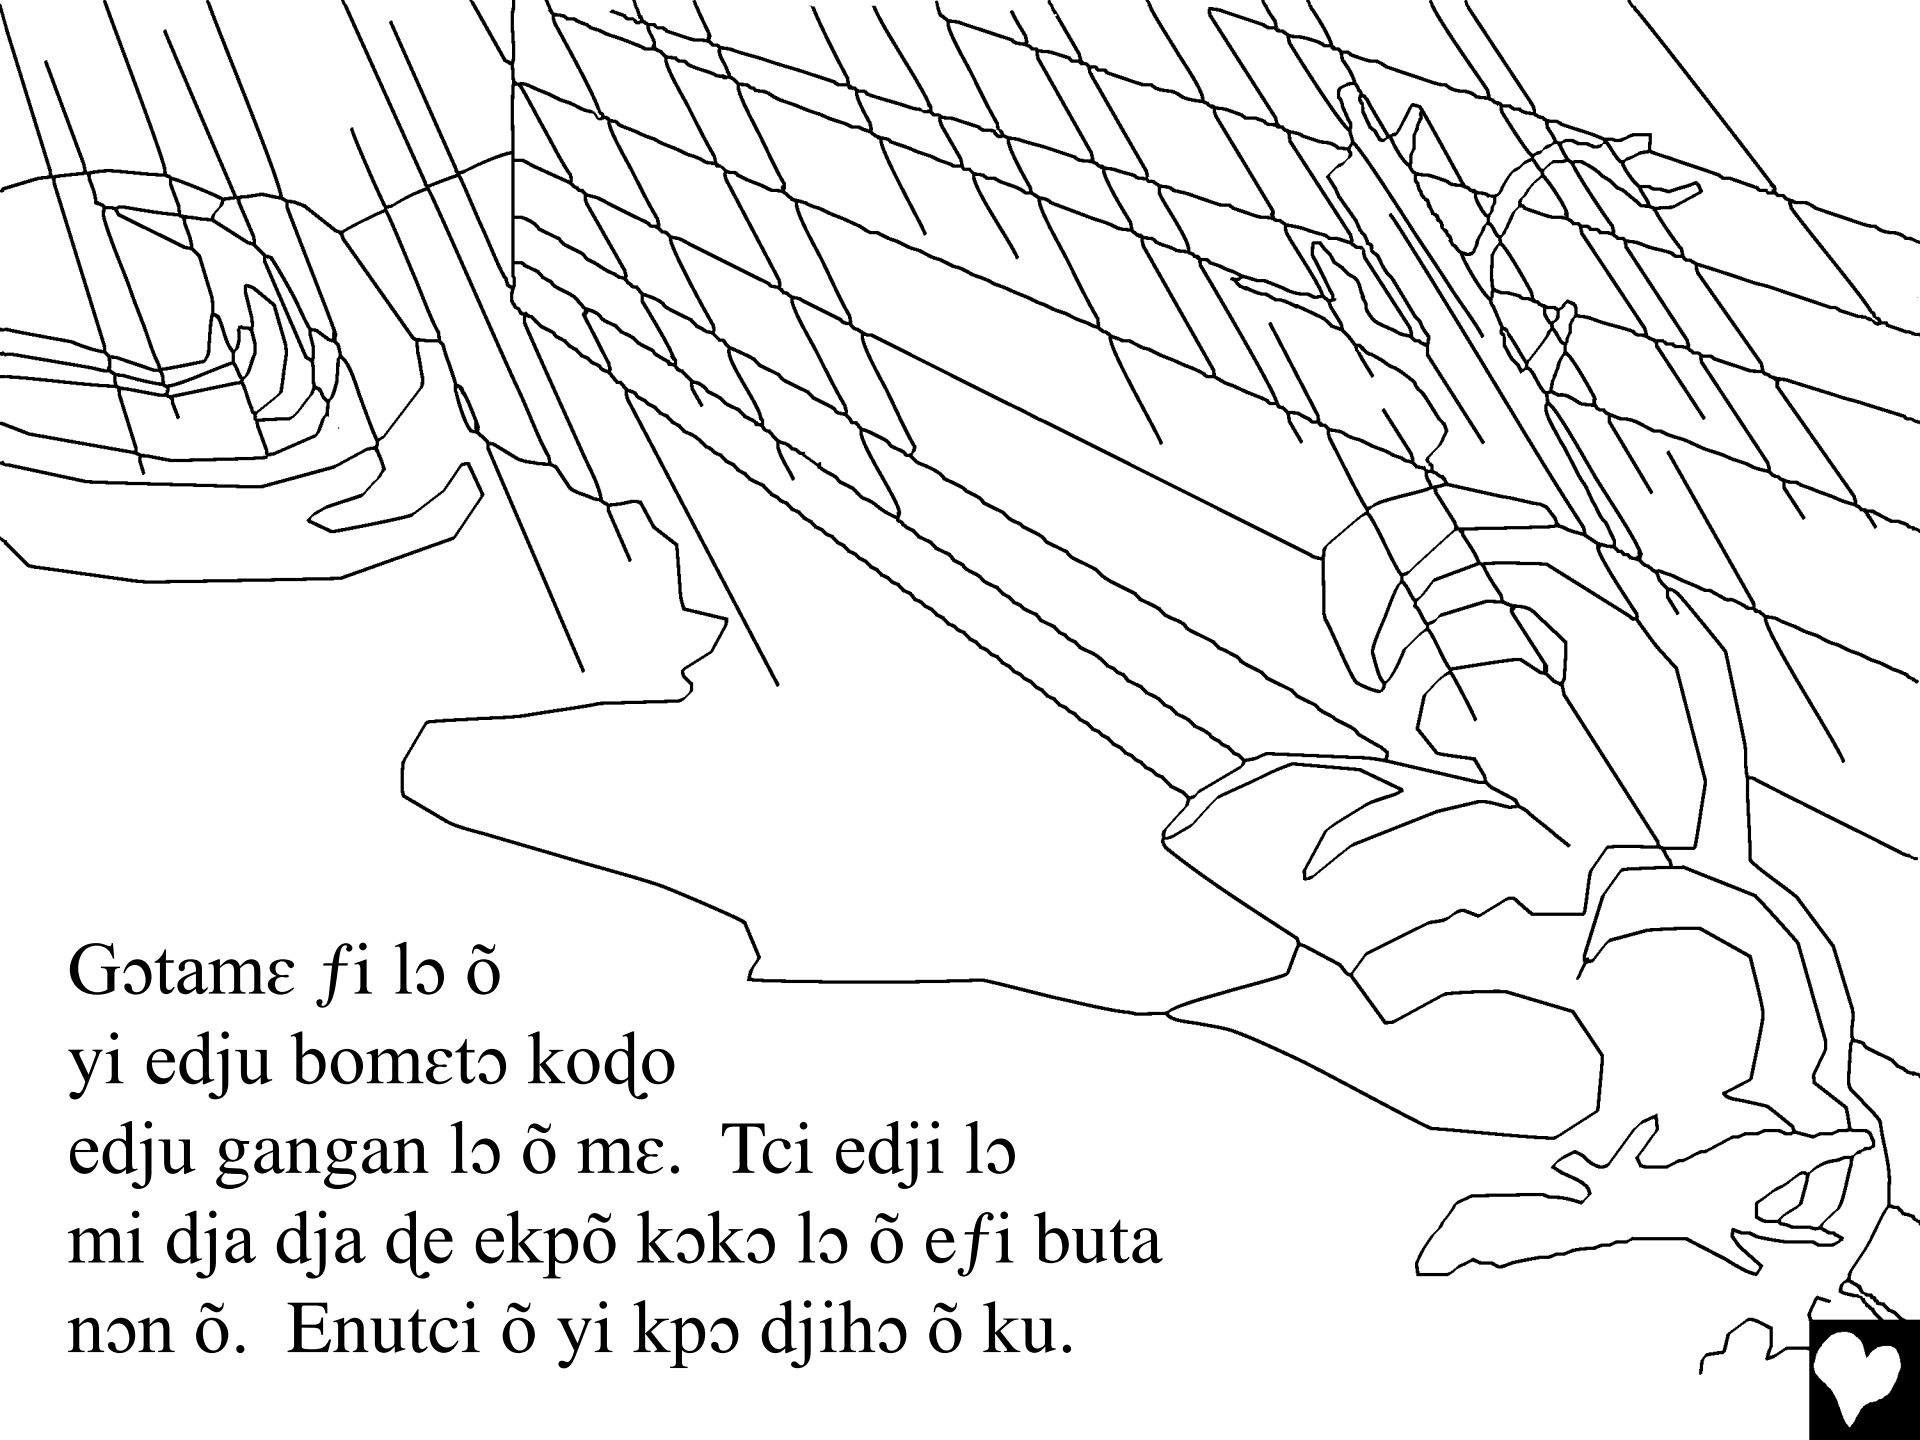 Gɔtamɛ ƒi lɔ õ
yi edju bomɛtɔ koɖo
edju gangan lɔ õ mɛ.  Tci edji lɔ
mi dja dja ɖe ekpõ kɔkɔ lɔ õ eƒi buta
nɔn õ.  Enutci õ yi kpɔ djihɔ õ ku.